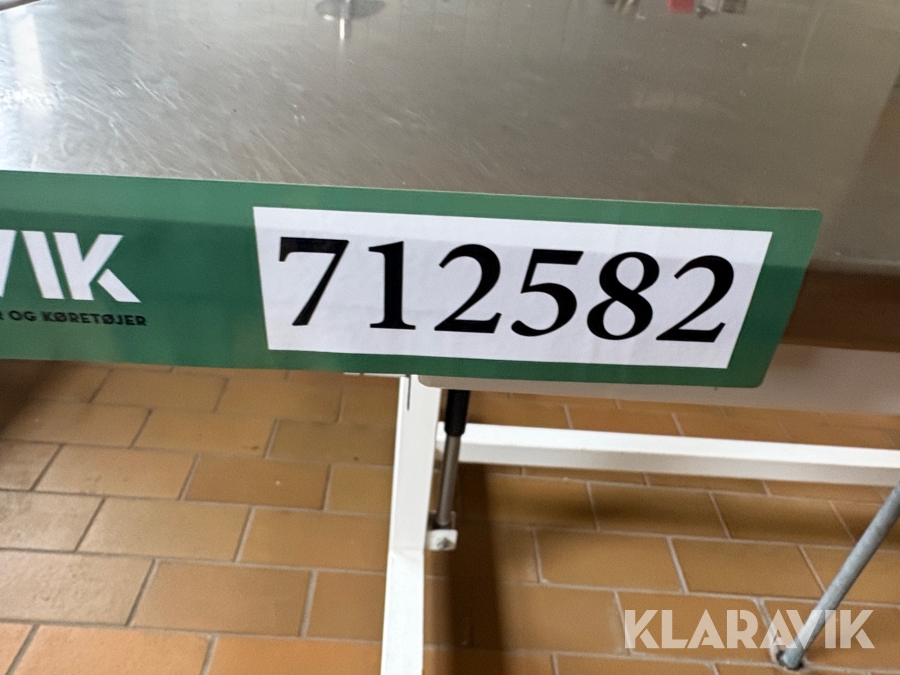 VIK
R OG KØRETØJER
712582
KLARAVIK